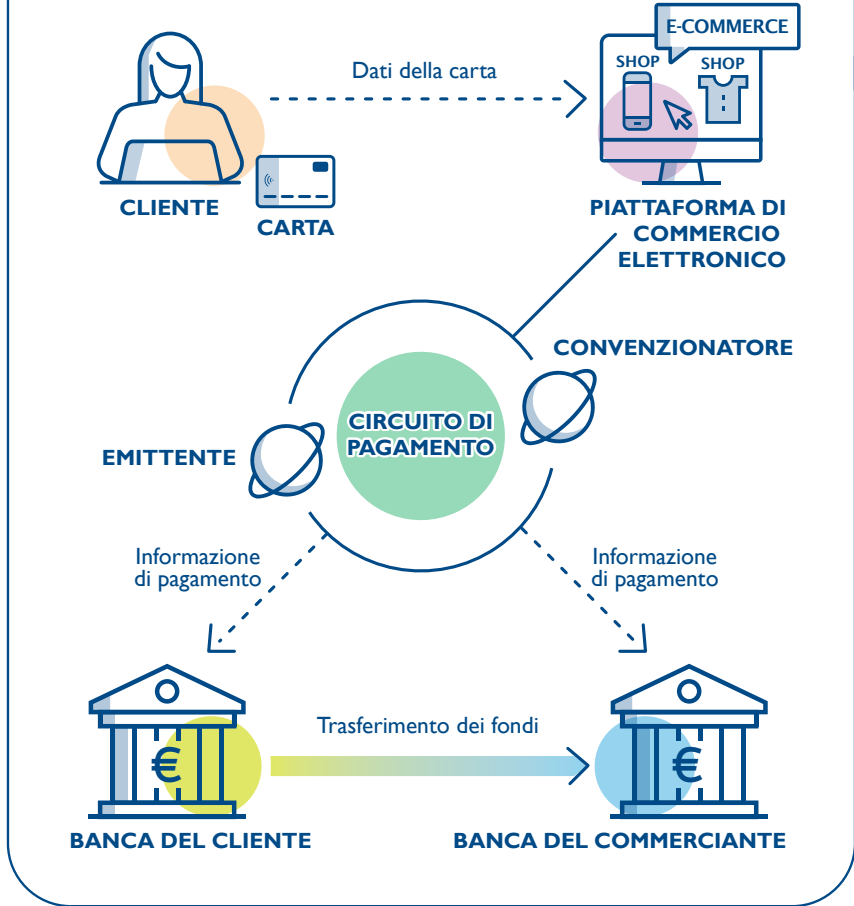 E-COMMERCE
SHOP
SHOP
Dati della carta
CLIENTE
CARTA
PIATTAFORMA DI
COMMERCIO
ELETTRONICO
CONVENZIONATORE
CIRCUITO DI
PAGAMENTO
EMITTENTE
Informazione
di pagamento
Informazione
di pagamento
Trasferimento dei fondi
€
€
BANCA DEL CLIENTE
BANCA DEL COMMERCIANTE